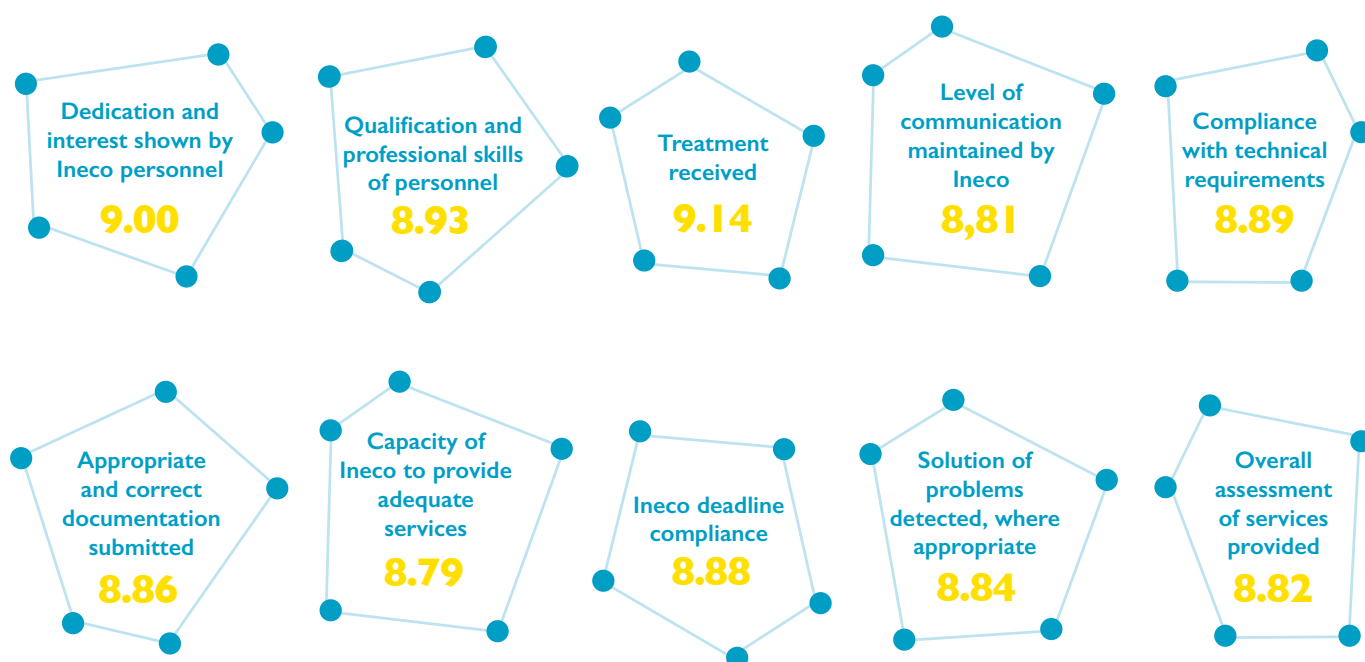 Dedication and
interest shown by
Ineco personnel
9.00
Qualification and
professional skills
of personnel
8.93
Treatment
received
9.14
Level of
communication
maintained by
Ineco
8,81
Compliance
with technical
requirements
8.89
Appropriate
and correct
documentation
submitted
8.86
Capacity of
Ineco to provide
adequate
services
8.79
Ineco deadline
compliance
8.88
Solution of
problems
detected, where
appropriate
8.84
Overall
assessment
of services
provided
8.82